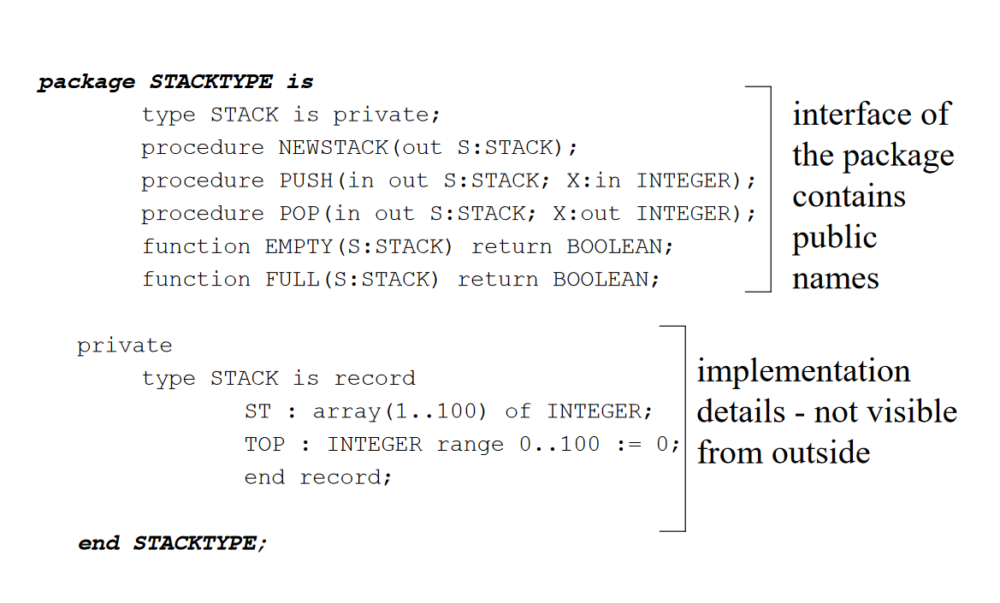 package STACKTYPE is
type STACK is private;
procedure NEWSTACK(out S:STACK);
procedure PUSH(in out S:STACK; X:in INTEGER);
procedure POP(in out S:STACK; X:out INTEGER);
function EMPTY(S:STACK) return BOOLEAN;
function FULL(S:STACK) return BOOLEAN;
interface of
the package
contains
public
names
private
type STACK is record
ST : array(1..100) of INTEGER;
TOP : INTEGER range 0..100 := 0;
end record;
end STACKTYPE;
implementation
details - not visible
from outside